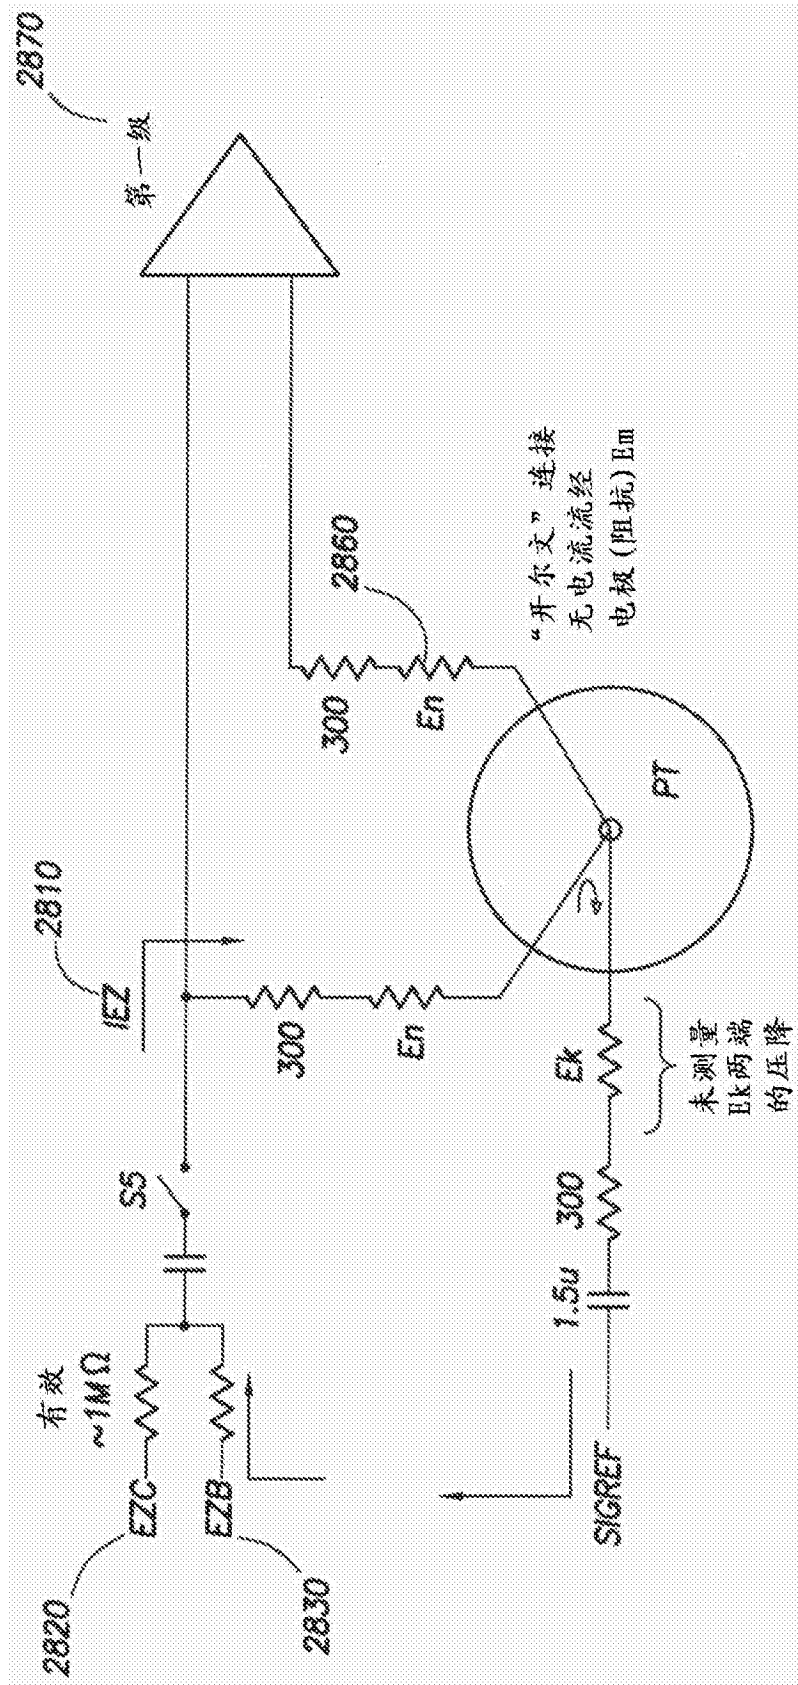 2870
第一级
2810
IEZ
S5
有效
~1MΩ
EZC
2820
EZB
2830
300
En
300
En
2860
“开尔文”连接
无电流流经
电极(阻抗)Em
PT
Ek
300
1.5u
SIGREF
未测量
Ek两端
的压降